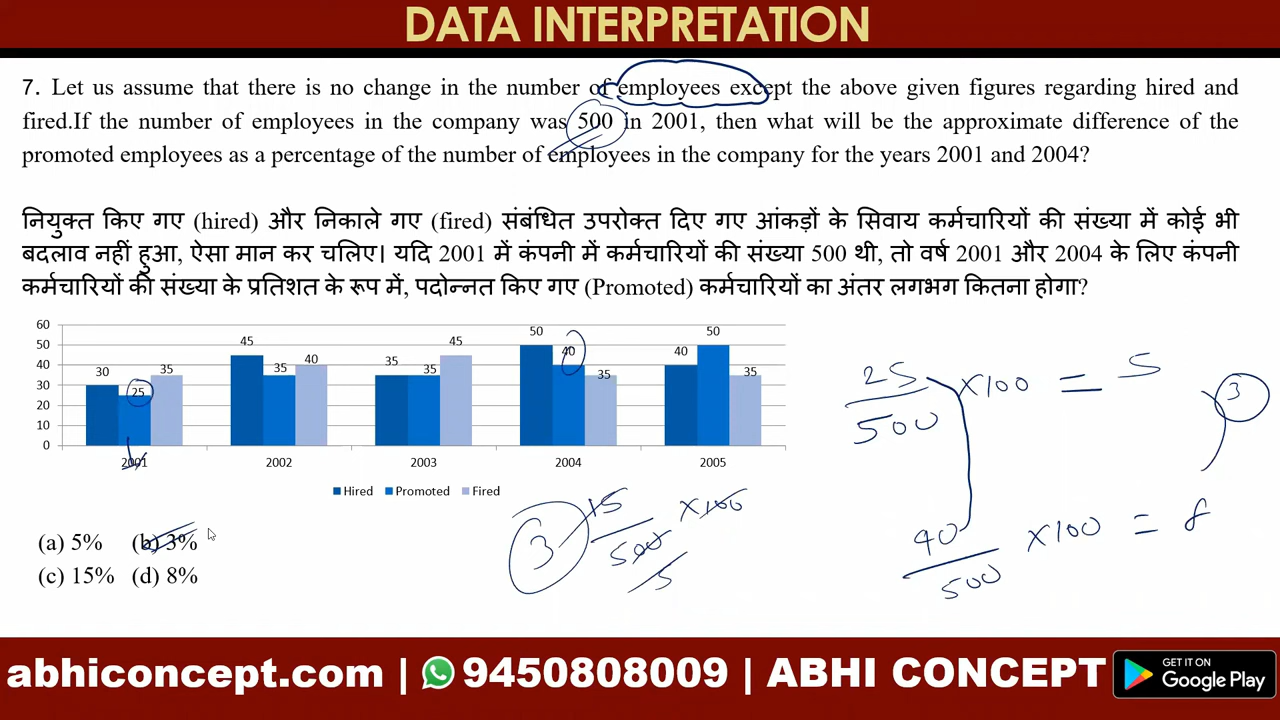 DATA INTERPRETATION
7. Let us assume that there is no change in the number of employees except the above given figures regarding hired and
fired.If the number of employees in the company was 500 in 2001, then what will be the approximate difference of the
promoted employees as a percentage of the number of employees in the company for the years 2001 and 2004?
नियुक्त किए गए (hired) और निकाले गए (fired) संबंधित उपरोक्त दिए गए आंकड़ों के सिवाय कर्मचारियों की संख्या में कोई भी
बदलाव नहीं हुआ, ऐसा मान कर चलिए। यदि 2001 में कंपनी में कर्मचारियों की संख्या 500 थी, तो वर्ष 2001 और 2004 के लिए कंपनी
कर्मचारियों की संख्या के प्रतिशत के रूप में, पदोन्नत किए गए (Promoted) कर्मचारियों का अंतर लगभग कितना होगा?
60
50
40
30
20
10
0
30 25 35
45 35 40
35 35 45
50 40 35
40 50 35
2001 2002 2003 2004 2005
Hired Promoted Fired
25/500 ×100 = 5
3
40/500 ×100 = 8
3 15/500 ×100
5
(a) 5% (b) 3%
(c) 15% (d) 8%
abhiconcept.com | 9450808009 | ABHI CONCEPT
GET IT ON
Google Play